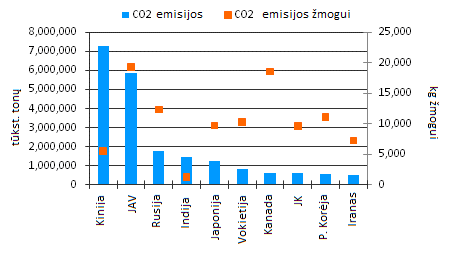 CO2 emisijos
CO2 emisijos žmogui
8,000,000
7,000,000
6,000,000
5,000,000
4,000,000
3,000,000
2,000,000
1,000,000
0
tūkst. tonų
25,000
20,000
15,000
10,000
5,000
0
kg žmogui
Kinija
JAV
Rusija
Indija
Japonija
Vokietija
Kanada
JK
P. Korėja
Iranas